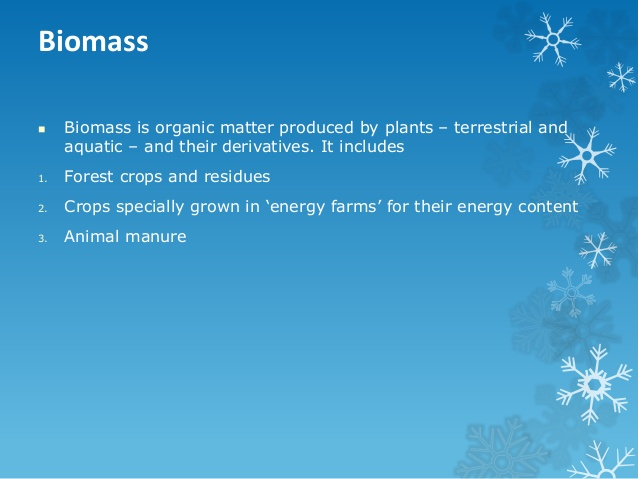 Biomass
▪ Biomass is organic matter produced by plants – terrestrial and
aquatic – and their derivatives. It includes
1. Forest crops and residues
2. Crops specially grown in ‘energy farms’ for their energy content
3. Animal manure